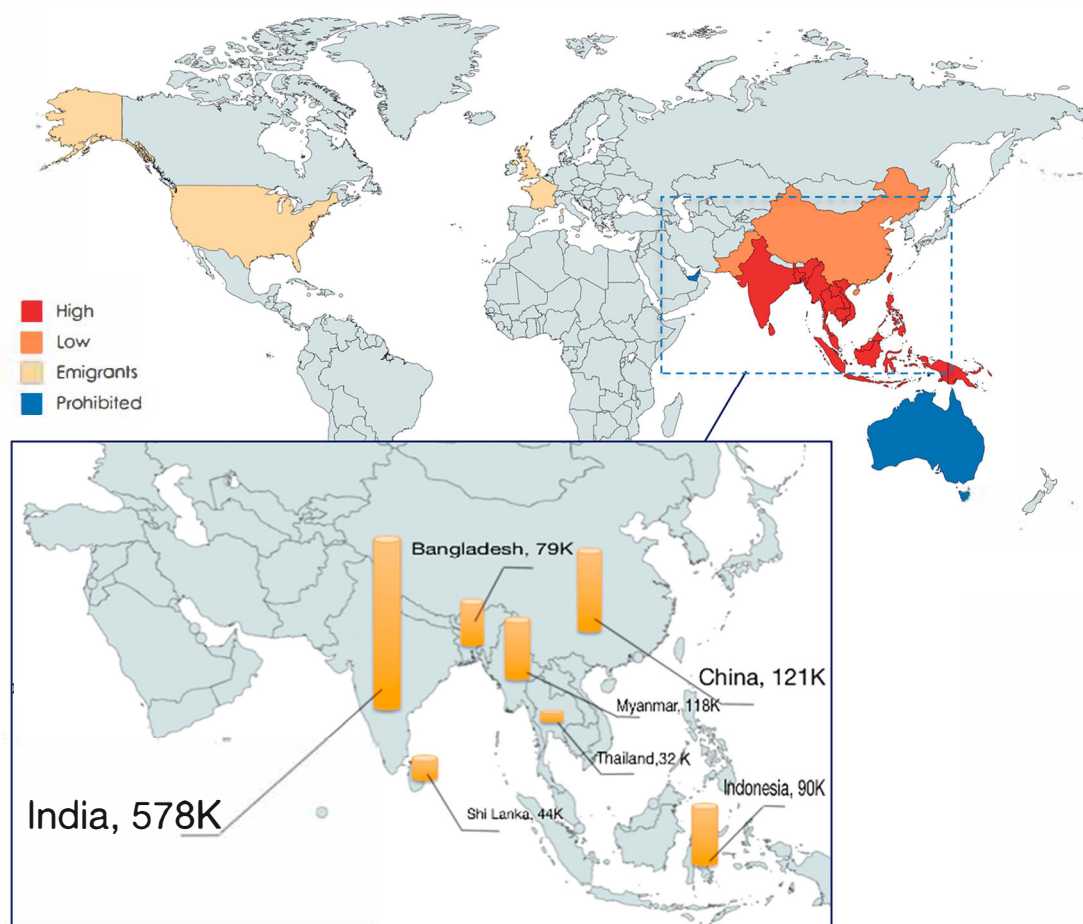 High
Low
Emigrants
Prohibited
Bangladesh, 79K
China, 121K
Myanmar, 118K
Thailand,32 K
Indonesia, 90K
Shi Lanka, 44K
India, 578K